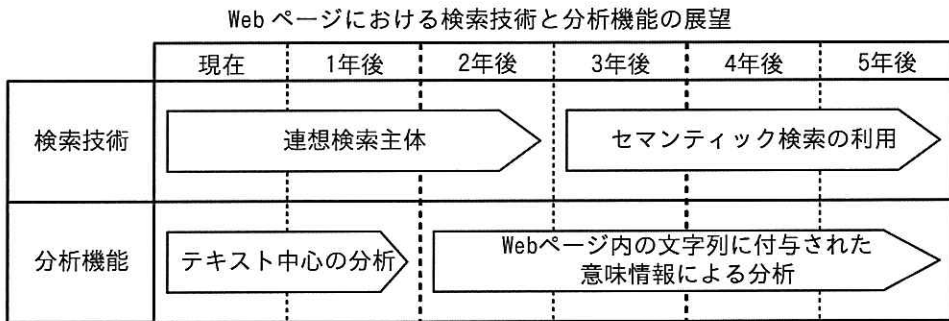 Webページにおける検索技術と分析機能の展望
現在 1年後 2年後 3年後 4年後 5年後
検索技術 連想検索主体 セマンティック検索の利用
分析機能 テキスト中心の分析 Webページ内の文字列に付与された
意味情報による分析